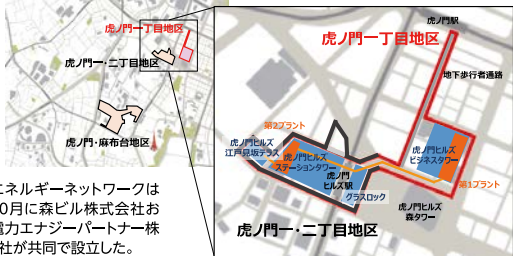 虎ノ門一丁目地区
虎ノ門一・二丁目地区
虎ノ門・麻布台地区
エネルギーネットワークは
0月に森ビル株式会社お
電力エナジーパートナー株
社が共同で設立した。
虎ノ門駅
虎ノ門一丁目地区
地下歩行者通路
第2プラント
虎ノ門ヒルズ
江戸見坂テラス
虎ノ門ヒルズ
ステーションタワー
虎ノ門
ヒルズ駅
グラスロック
虎ノ門ヒルズ
ビジネスタワー
第1プラント
虎ノ門ヒルズ
森タワー
虎ノ門一・二丁目地区